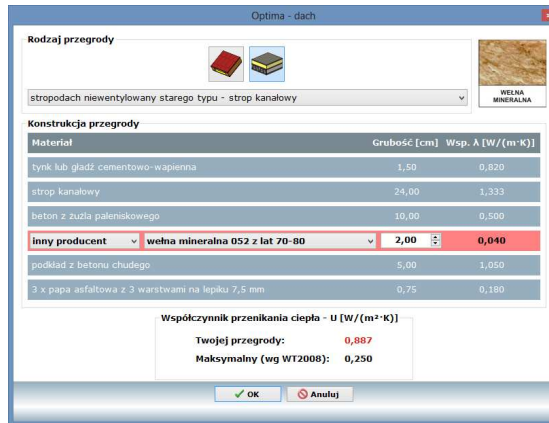 Optima - dach
Rodzaj przegrody
stropodach niewentylowany starego typu - strop kanałowy
WEŁNA
MINERALNA
Konstrukcja przegrody
Materiał Grubość [cm] Wsp. λ [W/(m·K)]
tynk lub gładź cementowo-wapienna 1,50 0,820
strop kanałowy 24,00 1,333
beton z żużla paleniskowego 10,00 0,500
inny producent wełna mineralna 052 z lat 70-80 2,00 0,040
podkład z betonu chudego 5,00 1,050
3 x papa asfaltowa z 3 warstwami na lepiku 7,5 mm 0,75 0,180
Współczynnik przenikania ciepła - U [W/(m²·K)]
Twojej przegrody: 0,887
Maksymalny (wg WT2008): 0,250
OK Anuluj